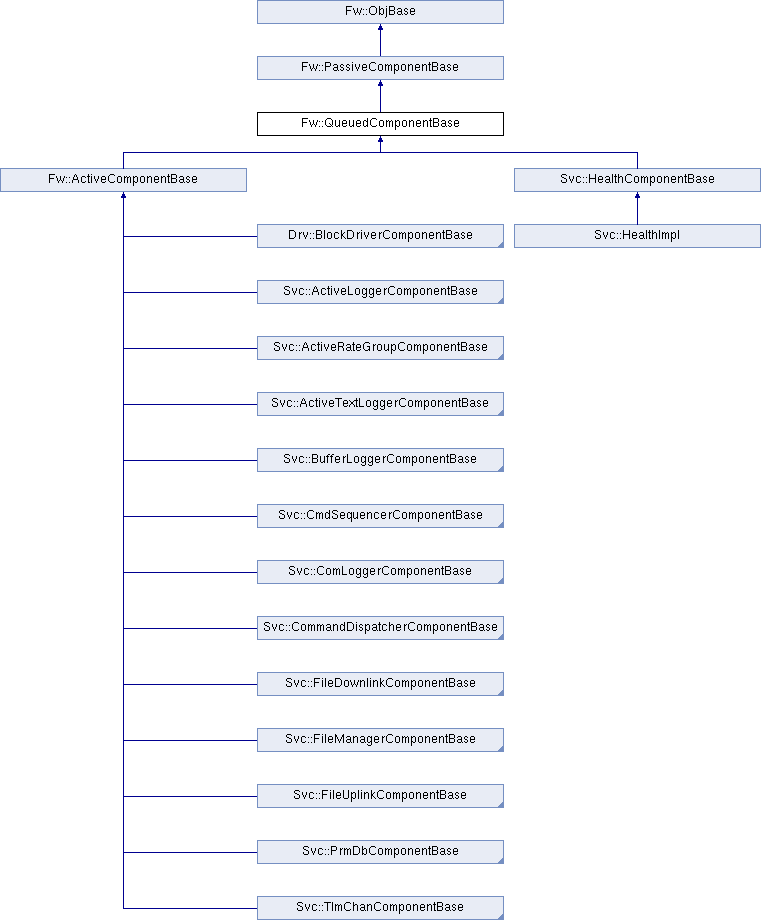 Fw::ObjBase
Fw::PassiveComponentBase
Fw::QueuedComponentBase
Fw::ActiveComponentBase
Svc::HealthComponentBase
Drv::BlockDriverComponentBase
Svc::HealthImpl
Svc::ActiveLoggerComponentBase
Svc::ActiveRateGroupComponentBase
Svc::ActiveTextLoggerComponentBase
Svc::BufferLoggerComponentBase
Svc::CmdSequencerComponentBase
Svc::ComLoggerComponentBase
Svc::CommandDispatcherComponentBase
Svc::FileDownlinkComponentBase
Svc::FileManagerComponentBase
Svc::FileUplinkComponentBase
Svc::PrmDbComponentBase
Svc::TlmChanComponentBase